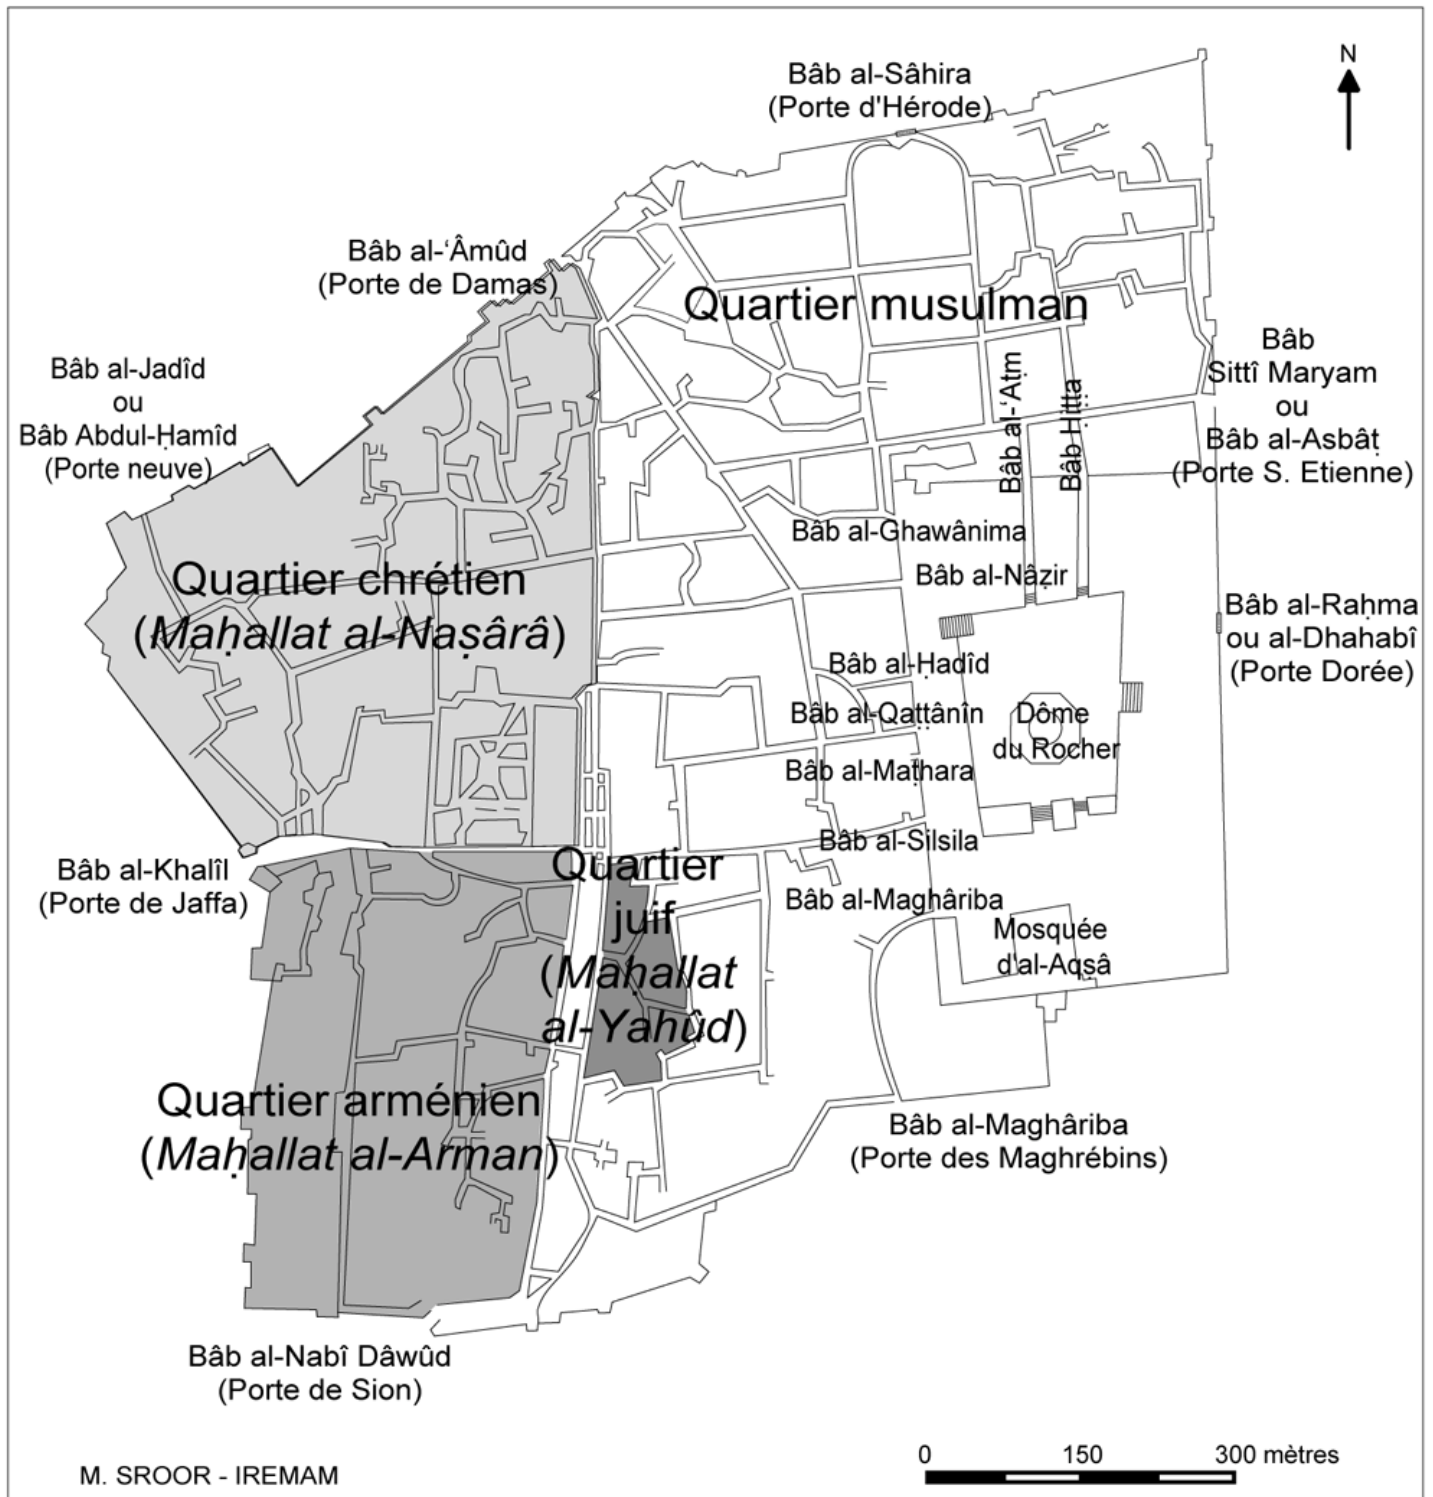 Bâb al-Sâhira
(Porte d'Hérode)
N
Bâb al-‘Âmûd
(Porte de Damas)
Quartier musulman
Bâb al-Jadîd
ou
Bâb Abdul-Ḥamîd
(Porte neuve)
Bâb
Sittî Maryam
ou
Bâb al-Asbâṭ
(Porte S. Etienne)
Bâb al-‘Aṭm
Bâb Ḥiṭṭa
Bâb al-Ghawânima
Bâb al-Nâẓir
Quartier chrétien
(Maḥallat al-Naṣârâ)
Bâb al-Raḥma
ou al-Dhahabî
(Porte Dorée)
Bâb al-Ḥadîd
Bâb al-Qaṭṭânîn
Dôme
du Rocher
Bâb al-Maṭhara
Bâb al-Silsila
Bâb al-Khalîl
(Porte de Jaffa)
Quartier
juif
(Maḥallat
al-Yahûd)
Bâb al-Maghâriba
Mosquée
d'al-Aqṣâ
Quartier arménien
(Maḥallat al-Arman)
Bâb al-Maghâriba
(Porte des Maghrébins)
Bâb al-Nabî Dâwûd
(Porte de Sion)
0 150 300 mètres
M. SROOR - IREMAM